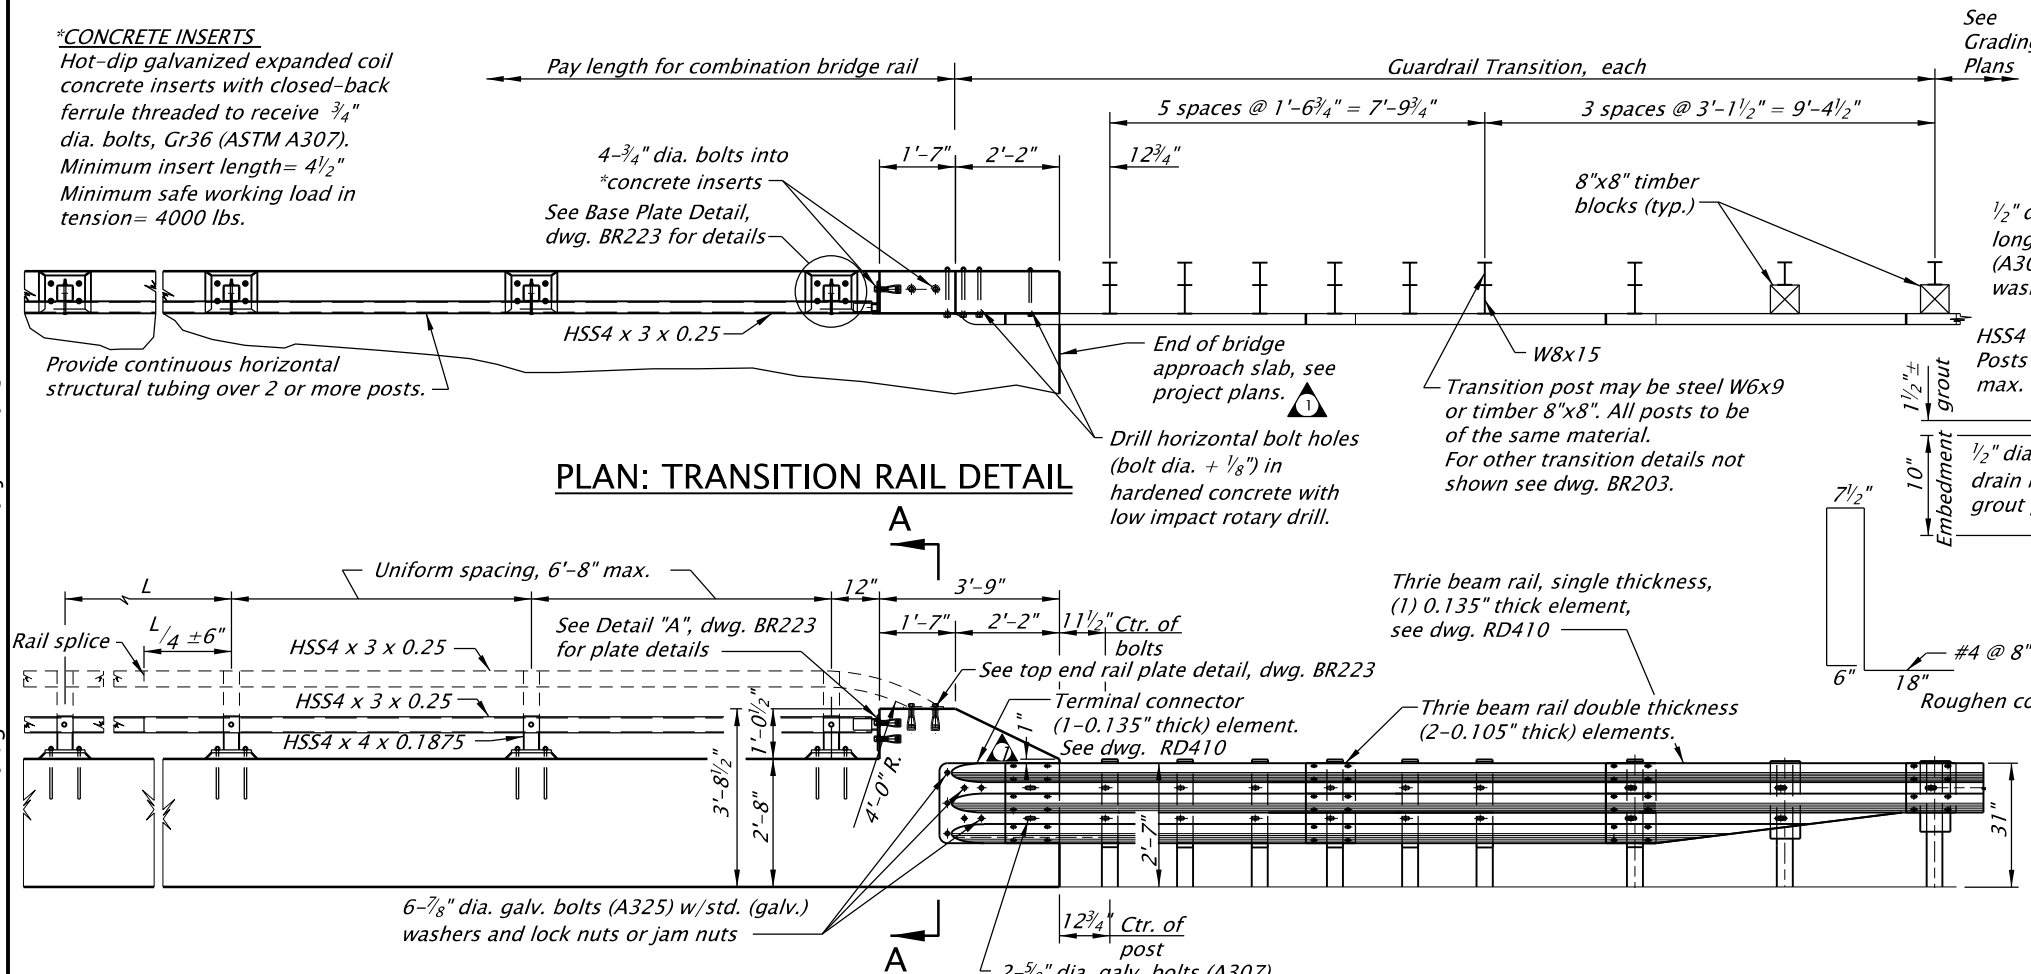 *CONCRETE INSERTS
Hot-dip galvanized expanded coil
concrete inserts with closed-back
ferrule threaded to receive ¾"
dia. bolts, Gr36 (ASTM A307).
Minimum insert length= 4½"
Minimum safe working load in
tension= 4000 lbs.
Pay length for combination bridge rail
Guardrail Transition, each
See
Grading
Plans
5 spaces @ 1'-6¾" = 7'-9¾"
3 spaces @ 3'-1½" = 9'-4½"
4-¾" dia. bolts into
*concrete inserts
1'-7"
2'-2"
12¾"
See Base Plate Detail,
dwg. BR223 for details
8"x8" timber
blocks (typ.)
½" d
long
(A30
wash
HSS4 x 3 x 0.25
Provide continuous horizontal
structural tubing over 2 or more posts.
End of bridge
approach slab, see
project plans.
1
W8x15
Transition post may be steel W6x9
or timber 8"x8". All posts to be
of the same material.
For other transition details not
shown see dwg. BR203.
HSS4
Posts
max.
1½"±
grout
10"
Embedment
½" dia
drain
grout
Drill horizontal bolt holes
(bolt dia. + ⅛") in
hardened concrete with
low impact rotary drill.
PLAN: TRANSITION RAIL DETAIL
7½"
6"
18"
#4 @ 8"
Roughen co
A
L
Uniform spacing, 6'-8" max.
12"
3'-9"
Rail splice
L/4 ±6"
HSS4 x 3 x 0.25
See Detail "A", dwg. BR223
for plate details
1'-7"
2'-2"
11½"
Ctr. of
bolts
Thrie beam rail, single thickness,
(1) 0.135" thick element,
see dwg. RD410
See top end rail plate detail, dwg. BR223
HSS4 x 3 x 0.25
HSS4 x 4 x 0.1875
Terminal connector
(1-0.135" thick) element.
See dwg. RD410
1
1"
Thrie beam rail double thickness
(2-0.105" thick) elements.
3'-8½"
1'-0½"
2'-8"
4'-0" R.
2'-7"
31"
6-⅞" dia. galv. bolts (A325) w/std. (galv.)
washers and lock nuts or jam nuts
A
12¾"
Ctr. of
post
2-⅝" dia. galv. bolts (A307)